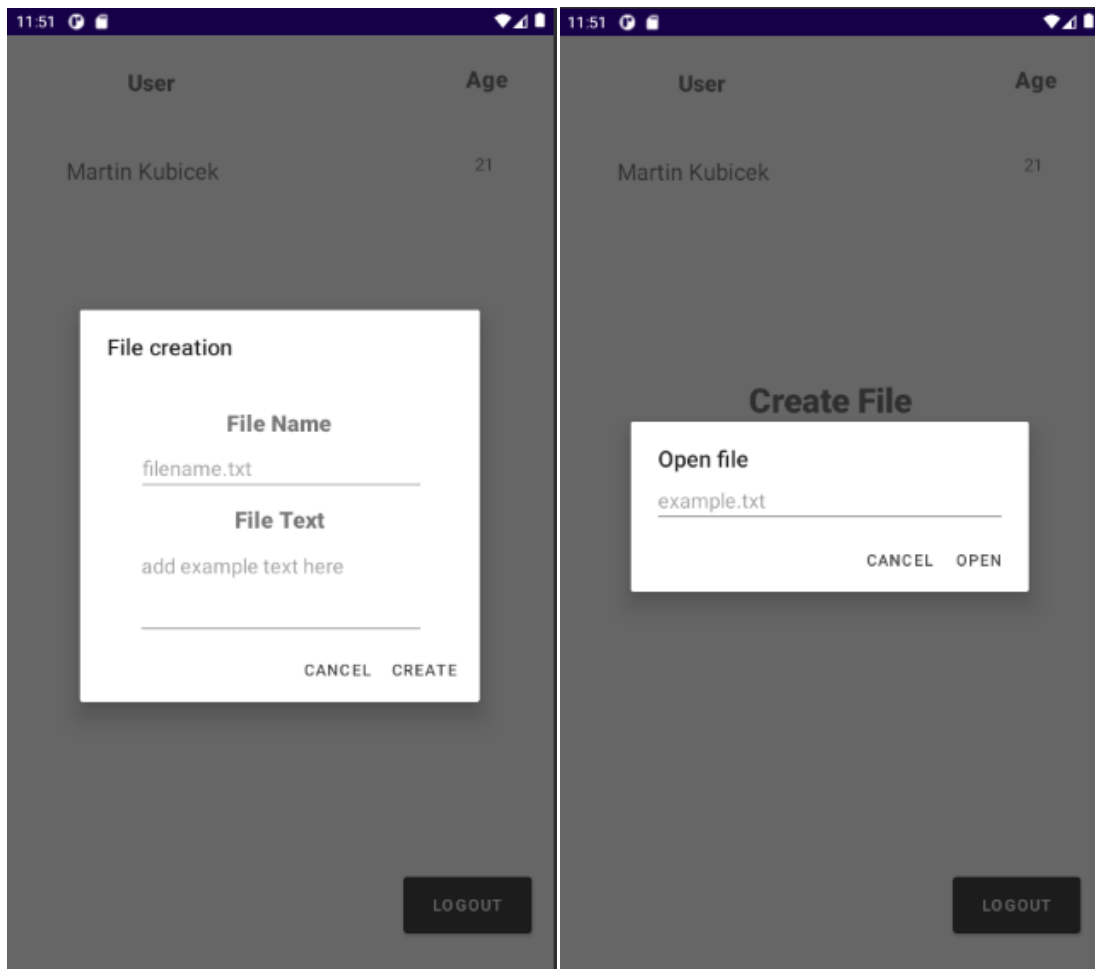 11:51
User Age
Martin Kubicek 21
File creation
File Name
filename.txt
File Text
add example text here
CANCEL CREATE
LOGOUT
11:51
User Age
Martin Kubicek 21
Create File
Open file
example.txt
CANCEL OPEN
LOGOUT